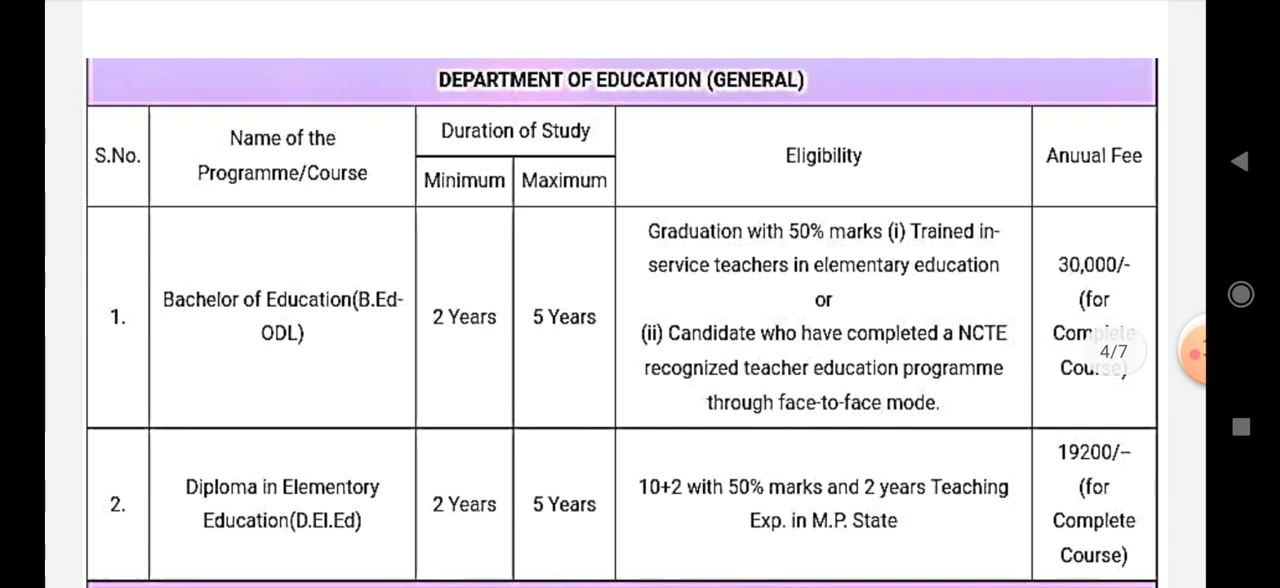 DEPARTMENT OF EDUCATION (GENERAL)
S.No.
Name of the
Programme/Course
Duration of Study
Minimum
Maximum
Eligibility
Anuual Fee
1.
Bachelor of Education(B.Ed-
ODL)
2 Years
5 Years
Graduation with 50% marks (i) Trained in-
service teachers in elementary education
or
(ii) Candidate who have completed a NCTE
recognized teacher education programme
through face-to-face mode.
30,000/-
(for
Complete
Course)
4/7
2.
Diploma in Elementory
Education(D.El.Ed)
2 Years
5 Years
10+2 with 50% marks and 2 years Teaching
Exp. in M.P. State
19200/–
(for
Complete
Course)